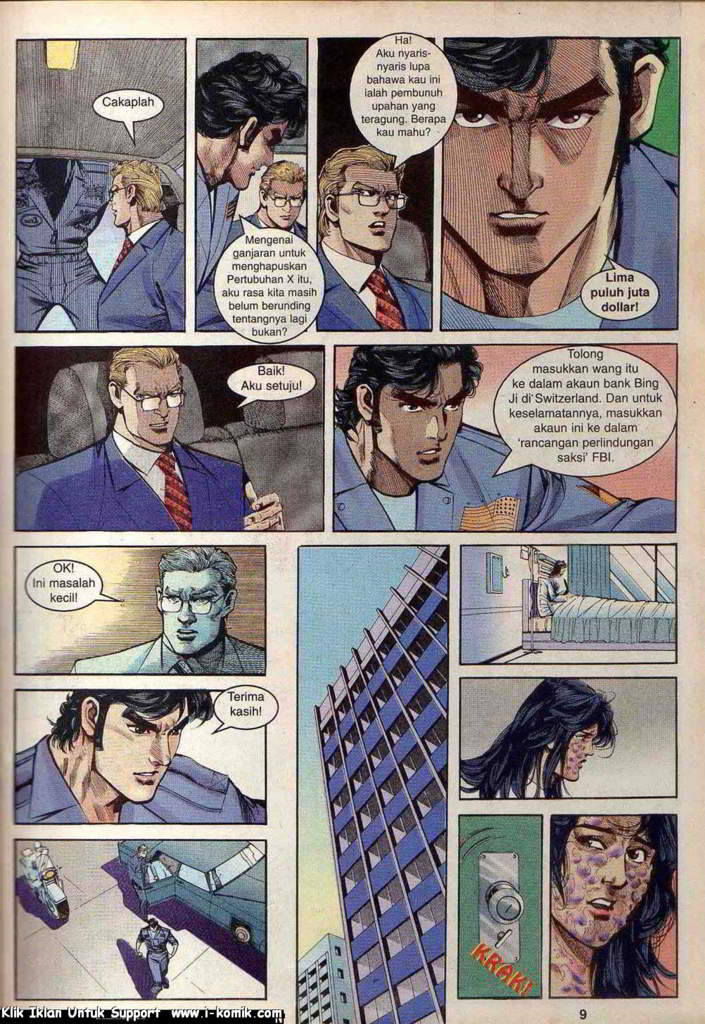 Cakaplah
Mengenai
ganjaran untuk
menghapuskan
Pertubuhan X itu,
aku rasa kita masih
belum berunding
tentangnya lagi
bukan?
Ha!
Aku nyaris-
nyaris lupa
bahawa kau ini
ialah pembunuh
upahan yang
teragung. Berapa
kau mahu?
Lima
puluh juta
dollar!
Baik!
Aku setuju!
Tolong
masukkan wang itu
ke dalam akaun bank Bing
Ji di Switzerland. Dan untuk
keselamatannya, masukkan
akaun ini ke dalam
'rancangan perlindungan
saksi' FBI.
OK!
Ini masalah
kecil!
Terima
kasih!
KRAK!
9
Klik Iklan Untuk Support www.i-komik.com